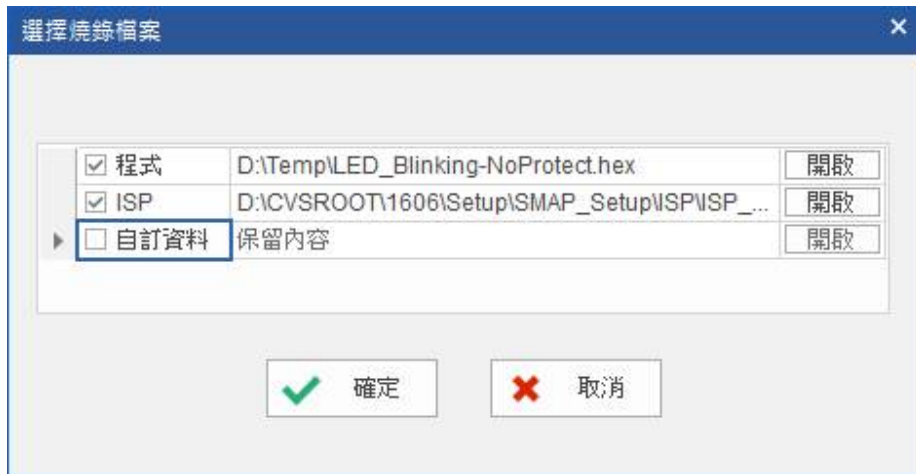 選擇燒錄檔案
程式 D:\Temp\LED_Blinking-NoProtect.hex 開啟
ISP D:\CVSROOT\1606\Setup\SMAP_Setup\ISP\ISP_... 開啟
自訂資料 保留內容 開啟
確定 取消